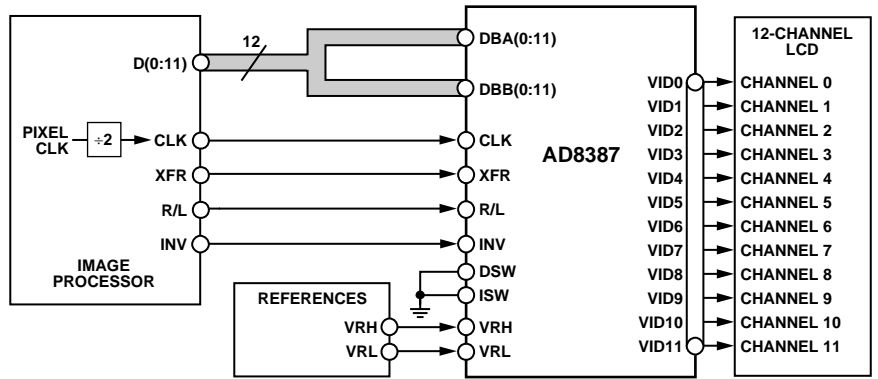 D(0:11)
12
PIXEL
CLK
÷2
CLK
XFR
R/L
INV
IMAGE
PROCESSOR
REFERENCES
VRH
VRL
DBA(0:11)
DBB(0:11)
CLK
XFR
R/L
INV
DSW
ISW
VRH
VRL
AD8387
VID0
VID1
VID2
VID3
VID4
VID5
VID6
VID7
VID8
VID9
VID10
VID11
12-CHANNEL
LCD
CHANNEL 0
CHANNEL 1
CHANNEL 2
CHANNEL 3
CHANNEL 4
CHANNEL 5
CHANNEL 6
CHANNEL 7
CHANNEL 8
CHANNEL 9
CHANNEL 10
CHANNEL 11